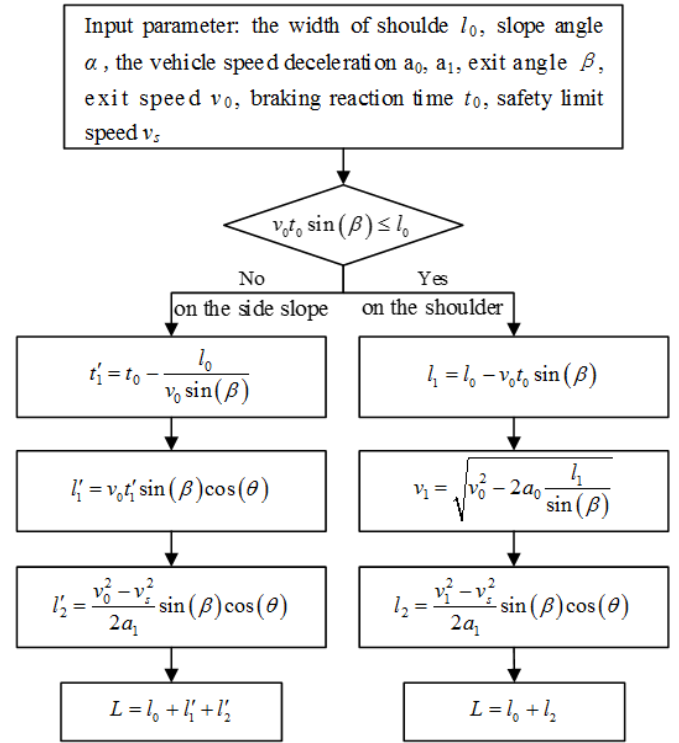 Input parameter: the width of shoulde l₀, slope angle
α , the vehicle speed deceleration a₀, a₁, exit angle β,
exit speed v₀, braking reaction time t₀, safety limit
speed vₛ
v₀t₀ sin(β) ≤ l₀
No
Yes
on the side slope
on the shoulder
t′₁ = t₀ − l₀ / (v₀ sin(β))
l₁ = l₀ − v₀t₀ sin(β)
l′₁ = v₀t′₁ sin(β)cos(θ)
v₁ = √(v₀² − 2a₀ l₁ / sin(β))
l′₂ = (v₀² − vₛ²) / 2a₁ sin(β)cos(θ)
l₂ = (v₁² − vₛ²) / 2a₁ sin(β)cos(θ)
L = l₀ + l′₁ + l′₂
L = l₀ + l₂